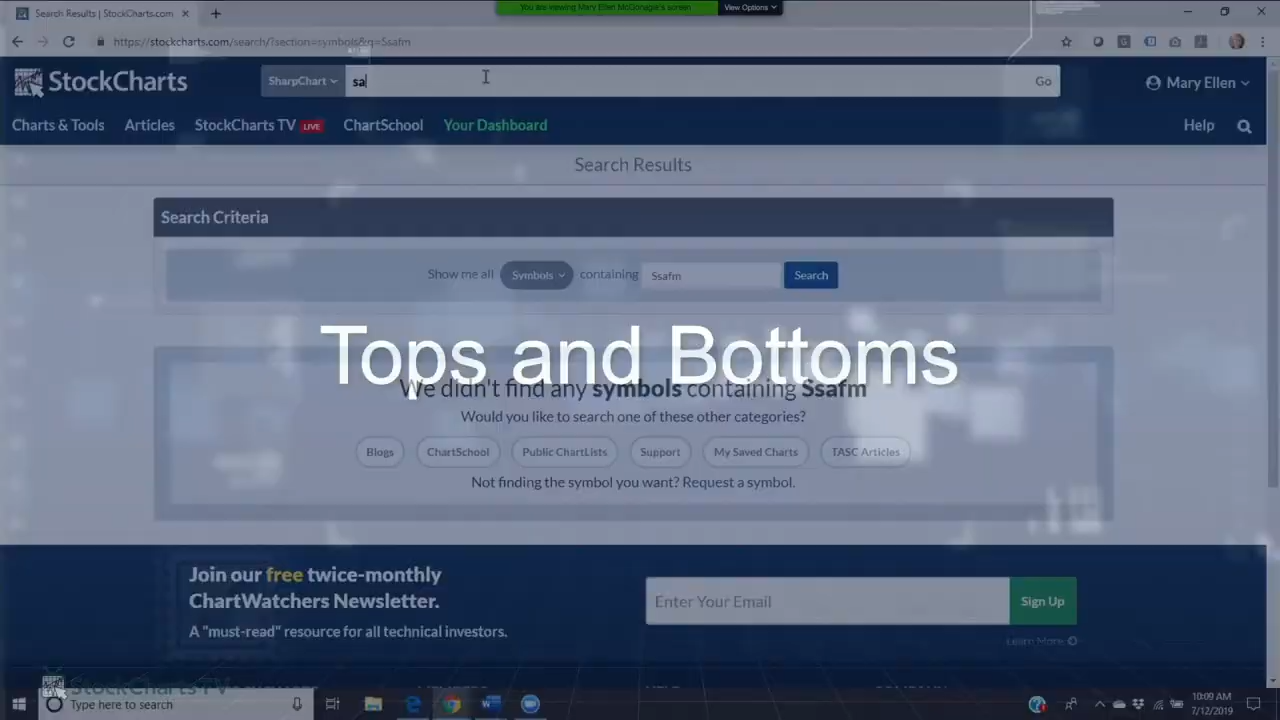 Search Results | StockCharts.com
You are viewing Mary Ellen McGonagle's screen
View Options
https://stockcharts.com/search/?section=symbols&q=Ssafm
StockCharts
SharpChart
sa
Go
Mary Ellen
Charts & Tools
Articles
StockCharts TV LIVE
ChartSchool
Your Dashboard
Help
Search Results
Search Criteria
Show me all Symbols containing Ssafm Search
Tops and Bottoms
We didn't find any symbols containing Ssafm
Would you like to search one of these other categories?
Blogs
ChartSchool
Public ChartLists
Support
My Saved Charts
TASC Articles
Not finding the symbol you want? Request a symbol.
Join our free twice-monthly
ChartWatchers Newsletter.
A "must-read" resource for all technical investors.
Enter Your Email
Sign Up
Learn More
StockChartsTV
Type here to search
10:09 AM
7/12/2019